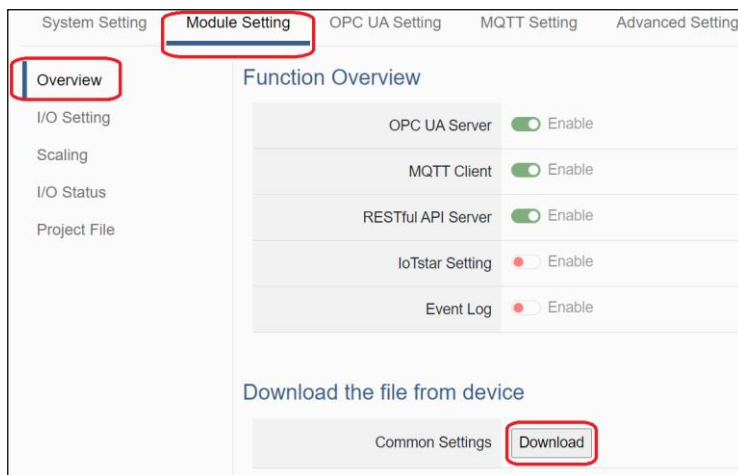 System Setting Module Setting OPC UA Setting MQTT Setting Advanced Setting
Overview
I/O Setting
Scaling
I/O Status
Project File
Function Overview
OPC UA Server Enable
MQTT Client Enable
RESTful API Server Enable
IoTstar Setting Enable
Event Log Enable
Download the file from device
Common Settings Download